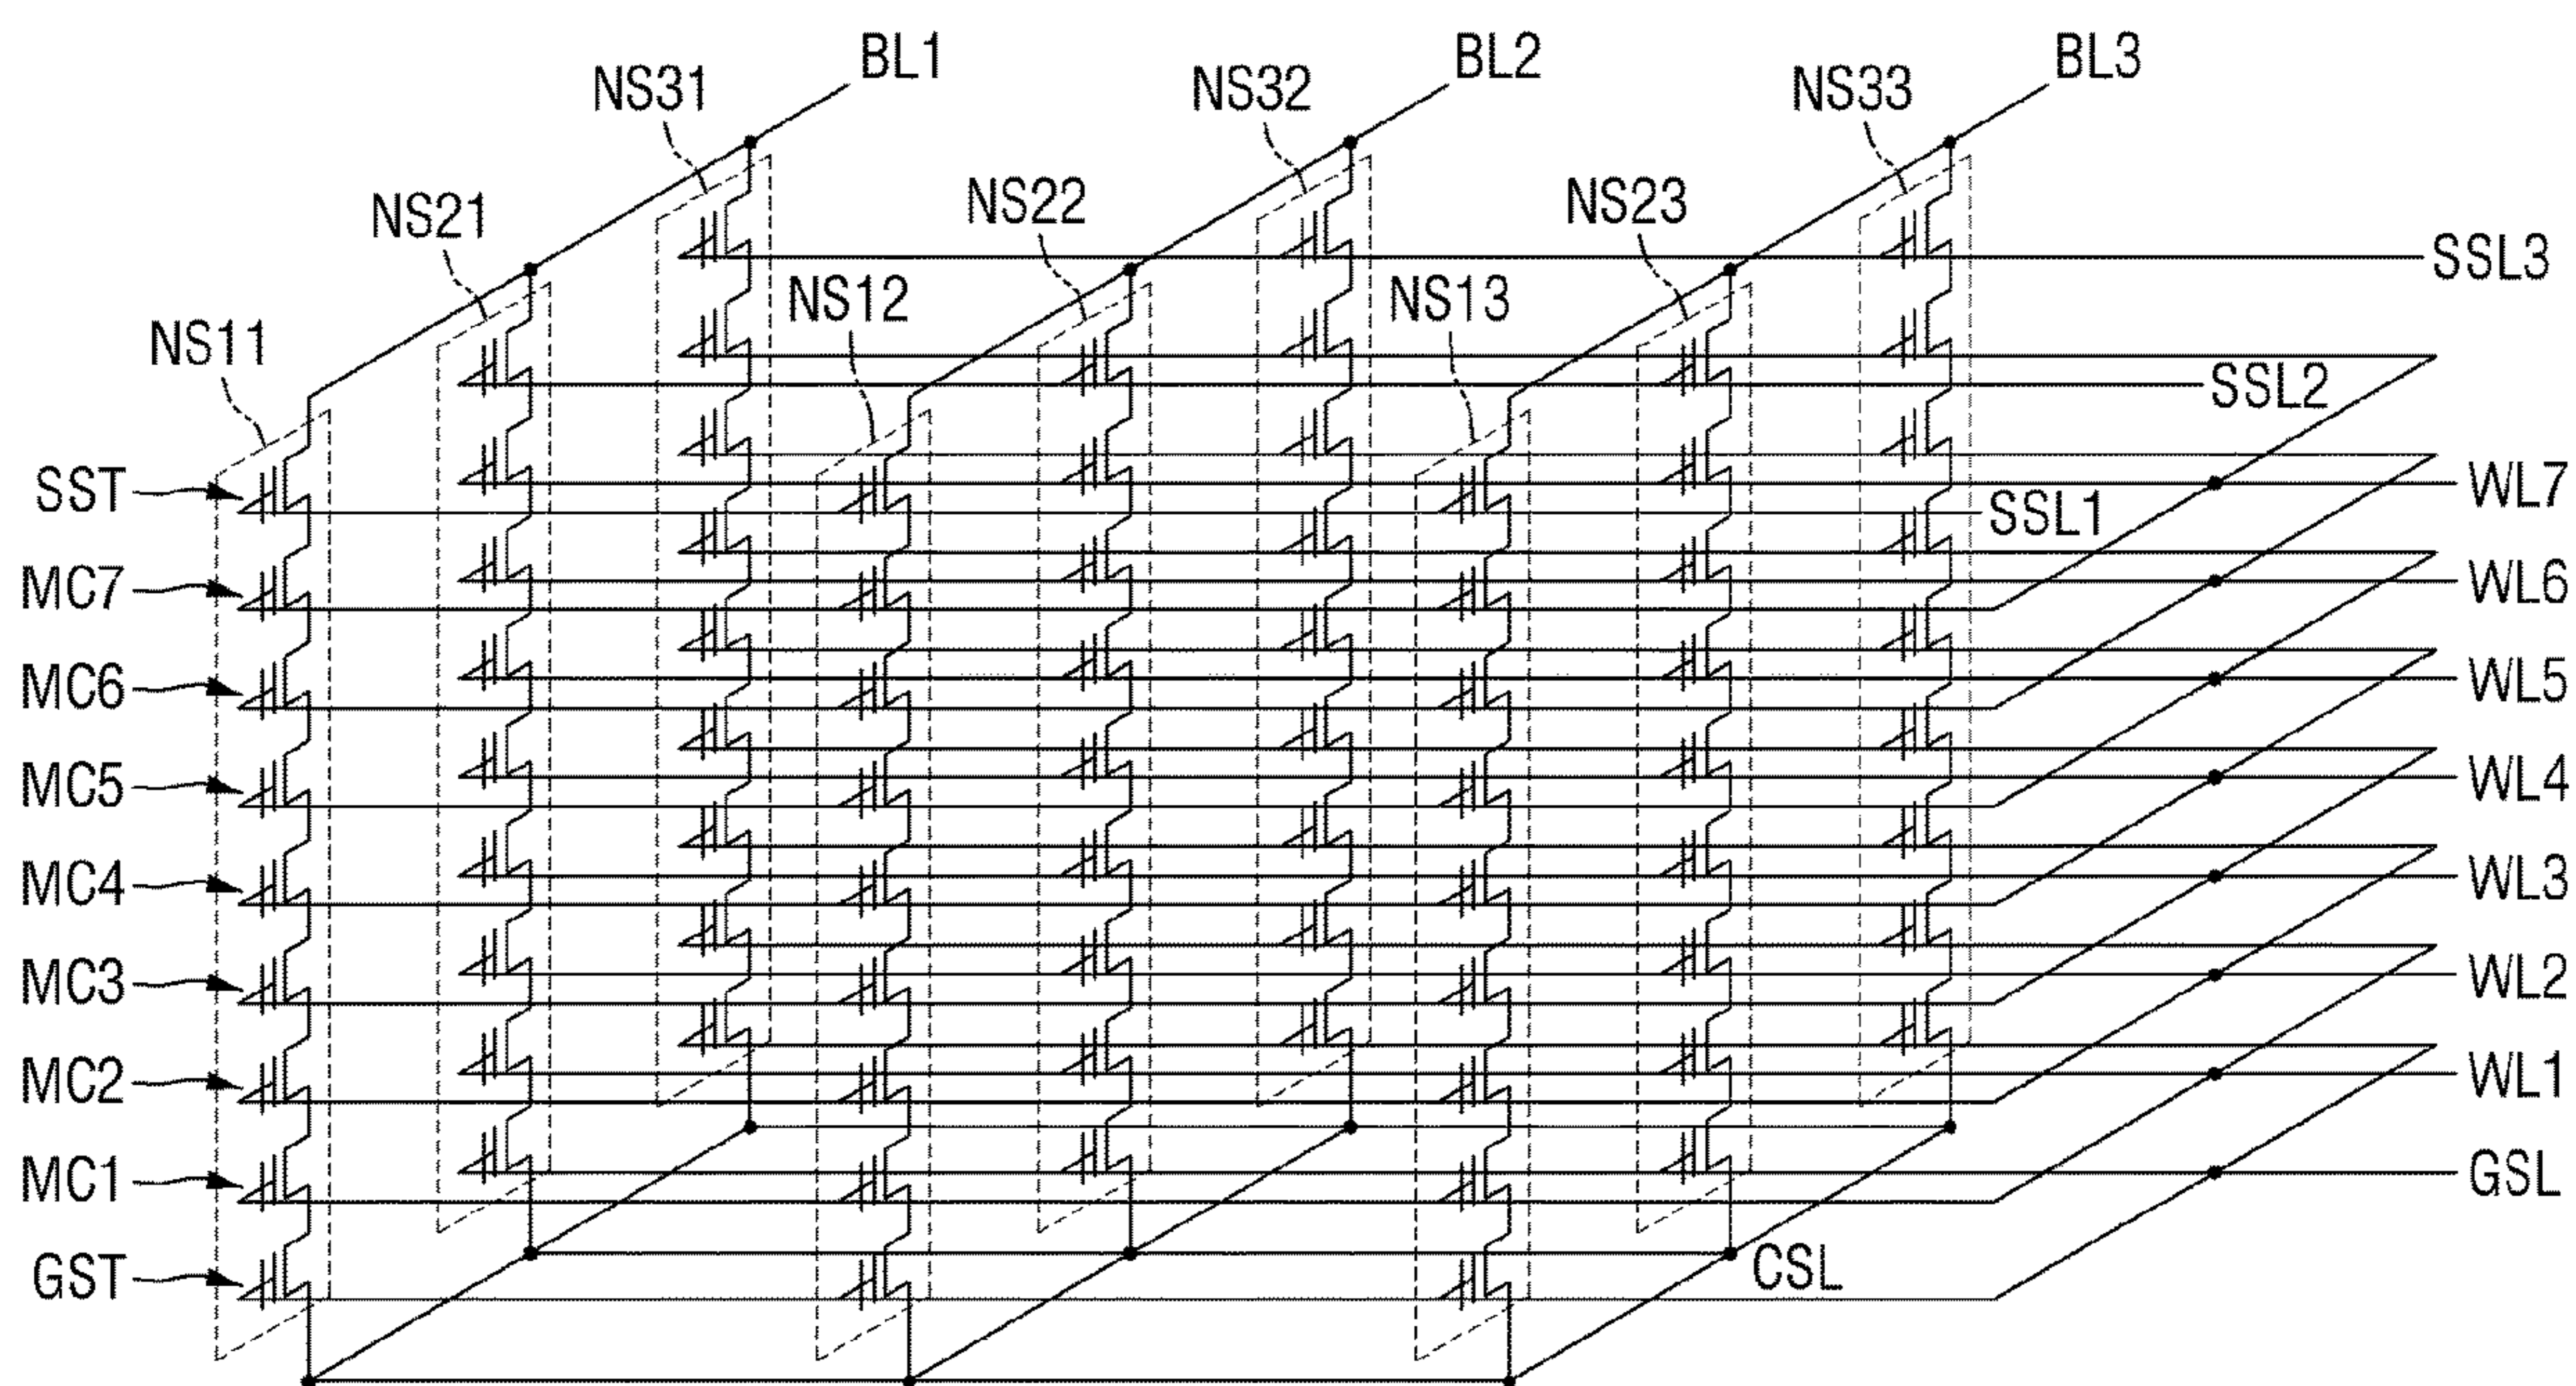 BL1 BL2 BL3
NS31 NS32 NS33
NS21 NS22 NS23
SSL3
NS11 NS12 NS13
SSL2
SST WL7
SSL1
MC7 WL6
MC6 WL5
MC5 WL4
MC4 WL3
MC3 WL2
MC2 WL1
MC1 GSL
GST CSL